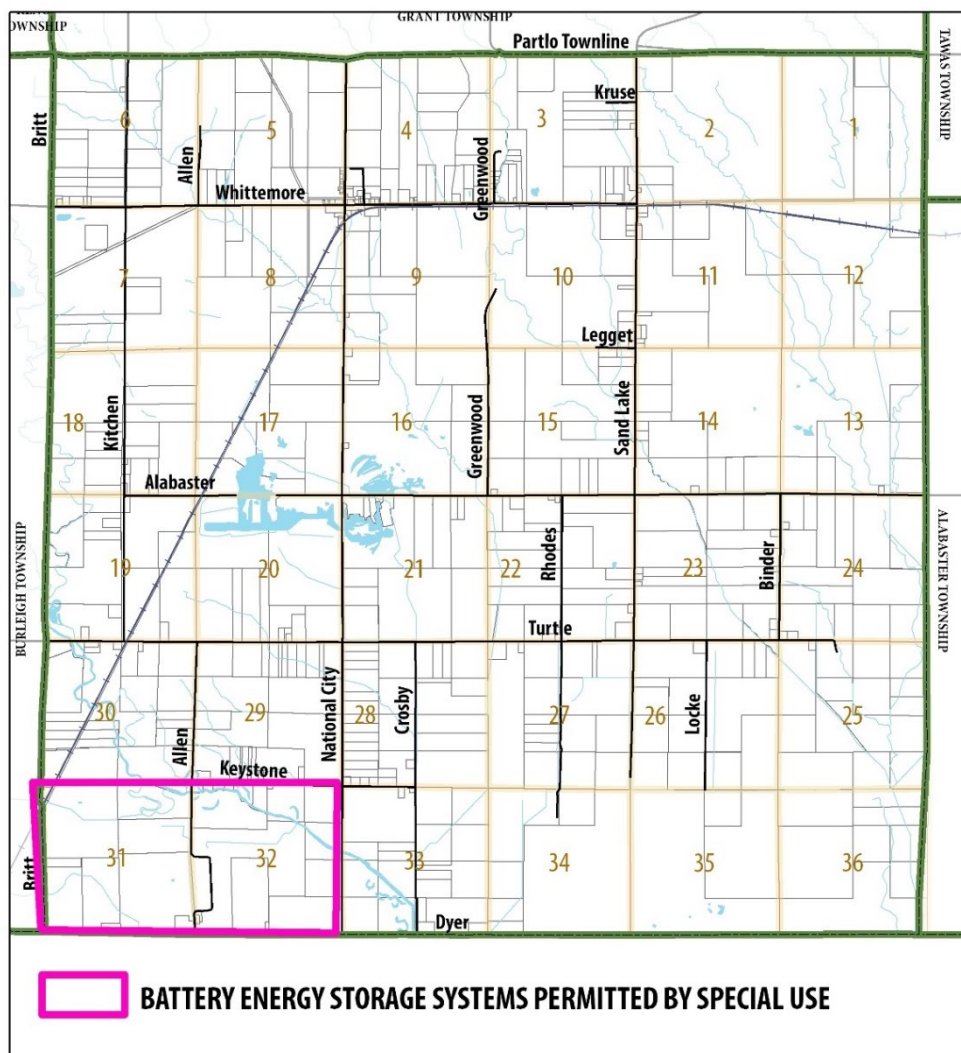 OWNSHIP
GRANT TOWNSHIP
Partlo Townline
TAWAS TOWNSHIP
Britt
6
5
4
3
Kruse
2
1
Allen
Whittemore
Greenwood
7
8
9
10
11
12
Legget
18
Kitchen
17
16
Greenwood
15
Sand Lake
14
13
Alabaster
BURLEIGH TOWNSHIP
19
20
21
22
Rhodes
23
Binder
24
ALABASTER TOWNSHIP
Turtle
30
Allen
29
National City
28
Crosby
27
26
Locke
25
Keystone
Britt
31
32
33
34
35
36
Dyer
BATTERY ENERGY STORAGE SYSTEMS PERMITTED BY SPECIAL USE